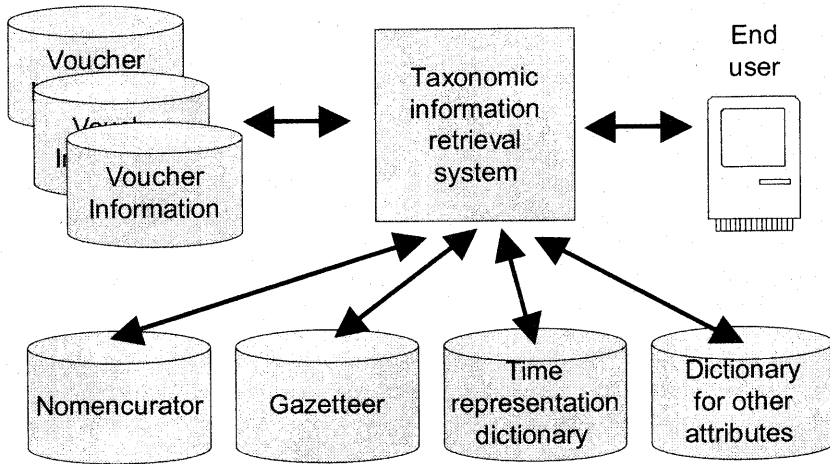 Voucher
Voucher
Information
Taxonomic
information
retrieval
system
End
user
Nomencurator
Gazetteer
Time
representation
dictionary
Dictionary
for other
attributes